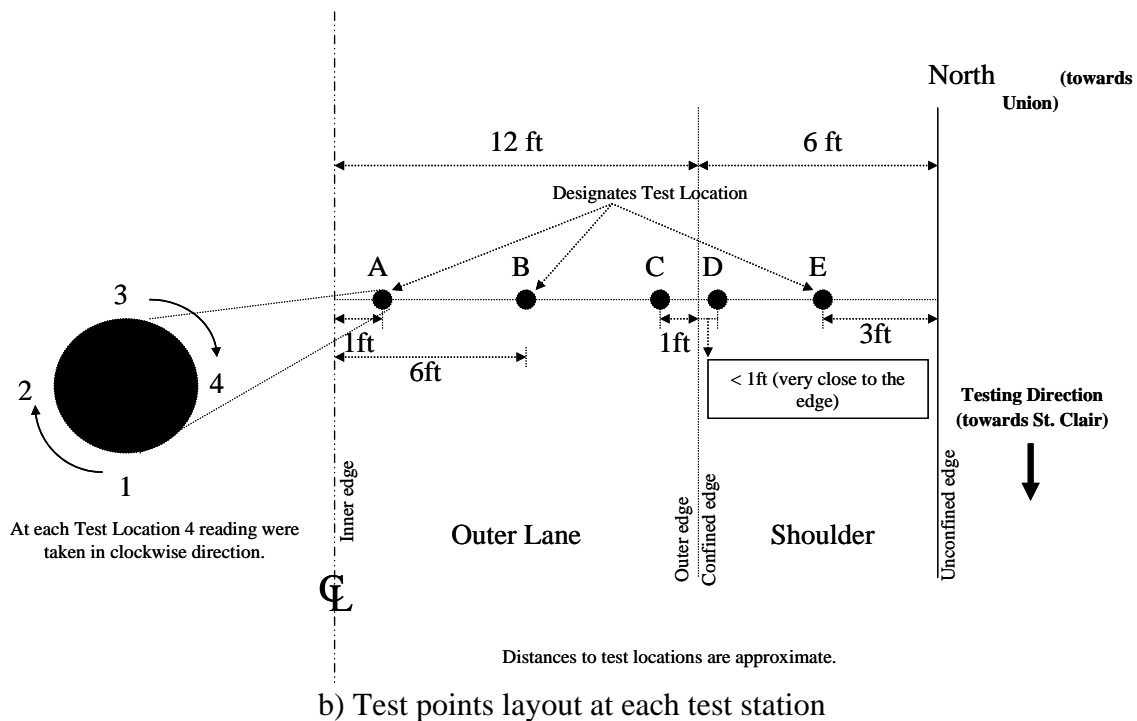 North (towards
Union)
12 ft
6 ft
Designates Test Location
A
B
C
D
E
3
1ft
1ft
3ft
2
4
6ft
< 1ft (very close to the
edge)
Testing Direction
(towards St. Clair)
1
At each Test Location 4 reading were
taken in clockwise direction.
Inner edge
Outer Lane
Outer edge
Confined edge
Shoulder
Unconfined edge
CL
Distances to test locations are approximate.
b) Test points layout at each test station